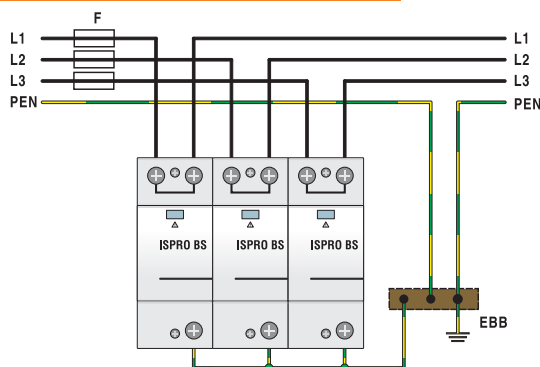 F
L1 L1
L2 L2
L3 L3
PEN PEN
ISPRO BS ISPRO BS ISPRO BS
EBB